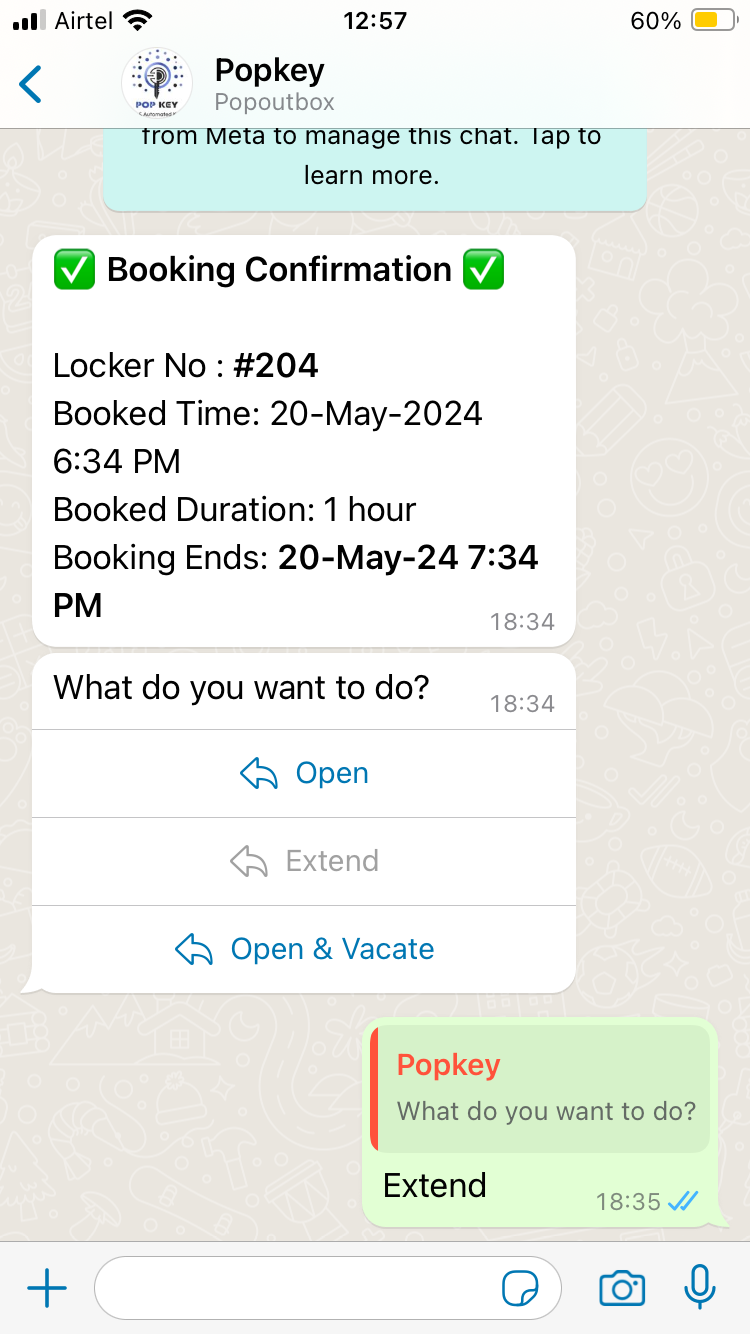 Airtel 12:57 60%
Popkey
POP KEY
Popoutbox
from Meta to manage this chat. Tap to
learn more.
✅ Booking Confirmation ✅
Locker No : #204
Booked Time: 20-May-2024
6:34 PM
Booked Duration: 1 hour
Booking Ends: 20-May-24 7:34
PM
18:34
What do you want to do?
18:34
Open
Extend
Open & Vacate
Popkey
What do you want to do?
Extend
18:35